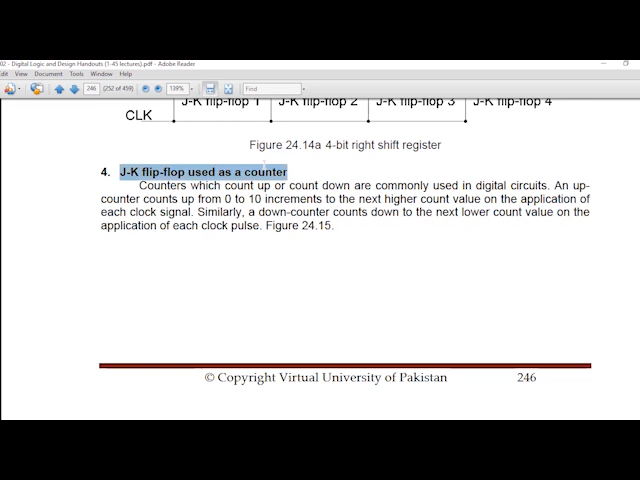 02 - Digital Logic and Design Handouts (1-45 lectures).pdf - Adobe Reader
Edit View Document Tools Window Help
246 (252 of 459) 139% Find
J-K flip-flop 1 J-K flip-flop 2 J-K flip-flop 3 J-K flip-flop 4
CLK
Figure 24.14a 4-bit right shift register
4. J-K flip-flop used as a counter
Counters which count up or count down are commonly used in digital circuits. An up-
counter counts up from 0 to 10 increments to the next higher count value on the application of
each clock signal. Similarly, a down-counter counts down to the next lower count value on the
application of each clock pulse. Figure 24.15.
© Copyright Virtual University of Pakistan 246